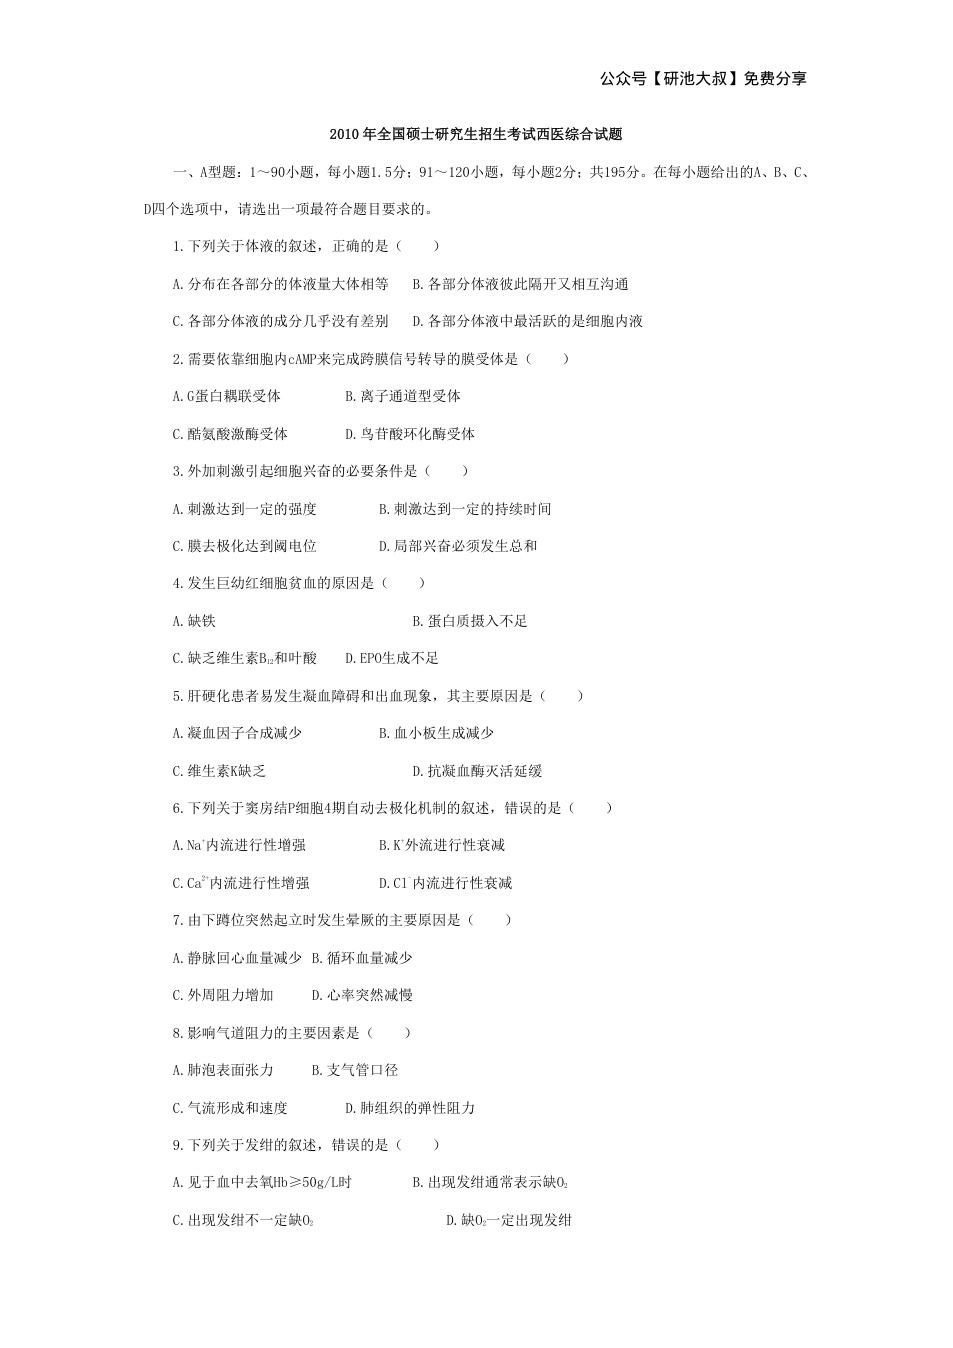 公众号【研池大叔】免费分享
2010 年全国硕士研究生招生考试西医综合试题
一、A型题：1～90小题，每小题1.5分；91～120小题，每小题2分；共195分。在每小题给出的A、B、C、
D四个选项中，请选出一项最符合题目要求的。
1.下列关于体液的叙述，正确的是（　　）
A.分布在各部分的体液量大体相等 B.各部分体液彼此隔开又相互沟通
C.各部分体液的成分几乎没有差别 D.各部分体液中最活跃的是细胞内液
2.需要依靠细胞内cAMP来完成跨膜信号转导的膜受体是（　　）
A.G蛋白耦联受体 B.离子通道型受体
C.酪氨酸激酶受体 D.鸟苷酸环化酶受体
3.外加刺激引起细胞兴奋的必要条件是（　　）
A.刺激达到一定的强度 B.刺激达到一定的持续时间
C.膜去极化达到阈电位 D.局部兴奋必须发生总和
4.发生巨幼红细胞贫血的原因是（　　）
A.缺铁 B.蛋白质摄入不足
C.缺乏维生素B₁₂和叶酸 D.EPO生成不足
5.肝硬化患者易发生凝血障碍和出血现象，其主要原因是（　　）
A.凝血因子合成减少 B.血小板生成减少
C.维生素K缺乏 D.抗凝血酶灭活延缓
6.下列关于窦房结P细胞4期自动去极化机制的叙述，错误的是（　　）
A.Na⁺内流进行性增强 B.K⁺外流进行性衰减
C.Ca²⁺内流进行性增强 D.Cl⁻内流进行性衰减
7.由下蹲位突然起立时发生晕厥的主要原因是（　　）
A.静脉回心血量减少 B.循环血量减少
C.外周阻力增加 D.心率突然减慢
8.影响气道阻力的主要因素是（　　）
A.肺泡表面张力 B.支气管口径
C.气流形成和速度 D.肺组织的弹性阻力
9.下列关于发绀的叙述，错误的是（　　）
A.见于血中去氧Hb≥50g/L时 B.出现发绀通常表示缺O₂
C.出现发绀不一定缺O₂ D.缺O₂一定出现发绀